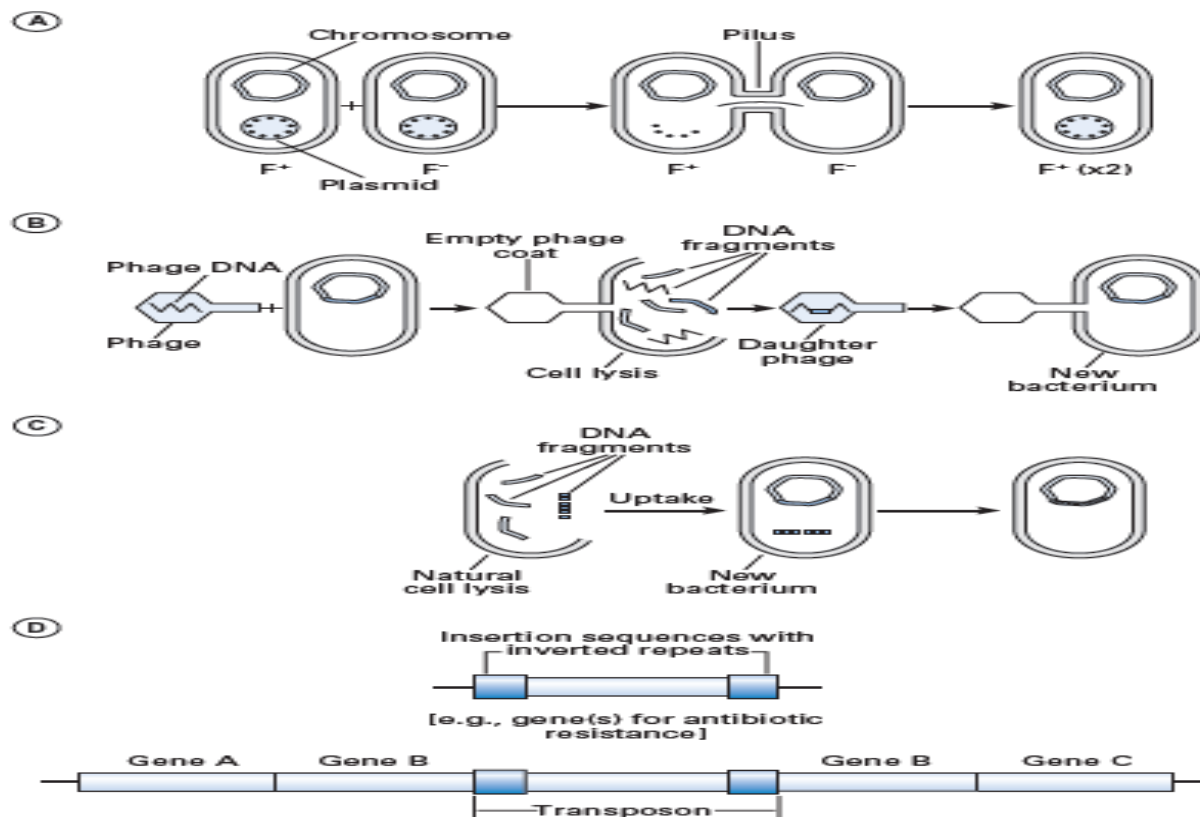 A
Chromosome
Pilus
F⁺
F⁻
Plasmid
F⁺
F⁻
F⁺ (x2)
B
Phage DNA
Phage
Empty phage
coat
DNA
fragments
Cell lysis
Daughter
phage
New
bacterium
C
DNA
fragments
Uptake
Natural
cell lysis
New
bacterium
D
Insertion sequences with
inverted repeats
[e.g., gene(s) for antibiotic
resistance]
Gene A
Gene B
Gene B
Gene C
Transposon